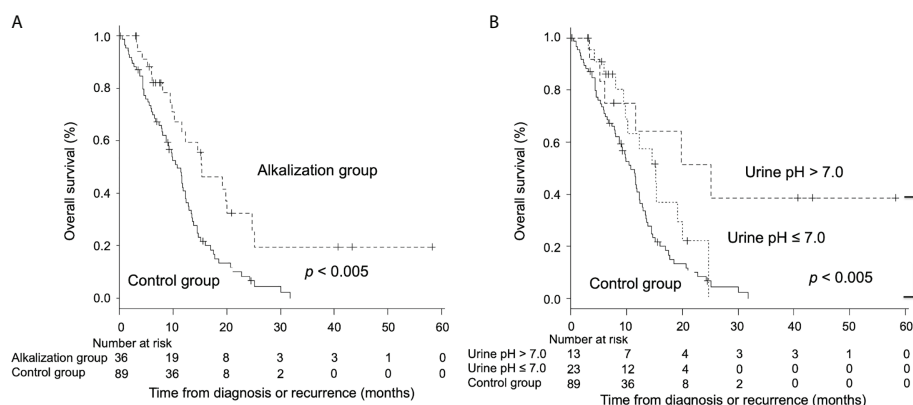 A
Overall survival (%)
1.0
0.8
0.6
0.4
0.2
0.0
Alkalization group
Control group
p < 0.005
0 10 20 30 40 50 60
Number at risk
Alkalization group 36 19 8 3 3 1 0
Control group 89 36 8 2 0 0 0
Time from diagnosis or recurrence (months)
B
Overall survival (%)
1.0
0.8
0.6
0.4
0.2
0.0
Urine pH > 7.0
Urine pH ≤ 7.0
Control group
p < 0.005
0 10 20 30 40 50 60
Number at risk
Urine pH > 7.0 13 7 4 3 3 1 0
Urine pH ≤ 7.0 23 12 4 0 0 0 0
Control group 89 36 8 2 0 0 0
Time from diagnosis or recurrence (months)